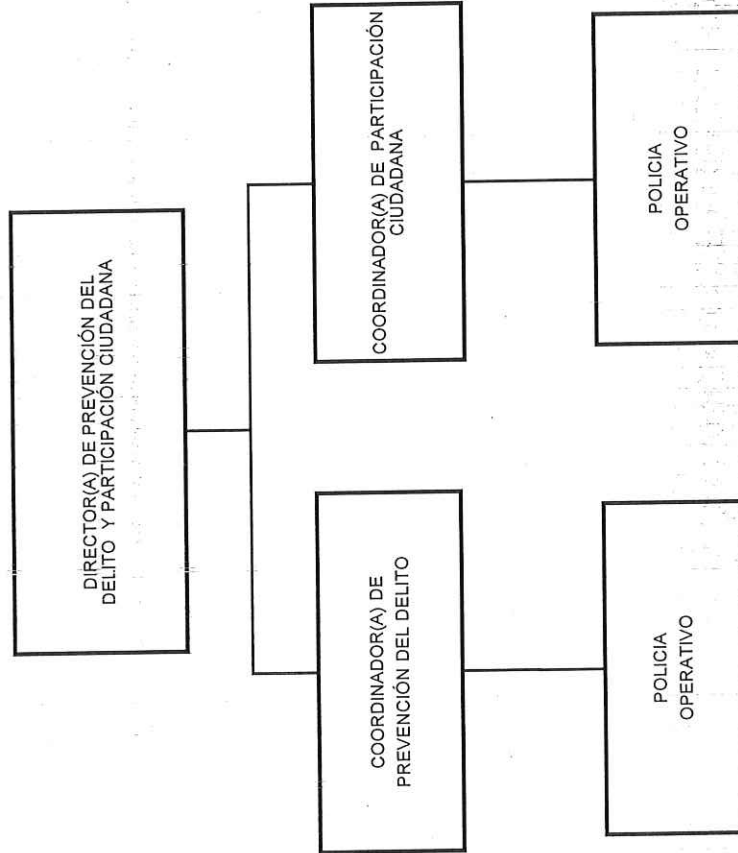 DIRECTOR(A) DE PREVENCIÓN DEL
DELITO Y PARTICIPACIÓN CIUDADANA
COORDINADOR(A) DE
PREVENCIÓN DEL DELITO
COORDINADOR(A) DE PARTICIPACIÓN
CIUDADANA
POLICIA
OPERATIVO
POLICIA
OPERATIVO